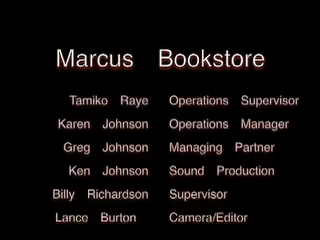 Marcus Bookstore
Tamiko Raye Operations Supervisor
Karen Johnson Operations Manager
Greg Johnson Managing Partner
Ken Johnson Sound Production
Billy Richardson Supervisor
Lance Burton Camera/Editor